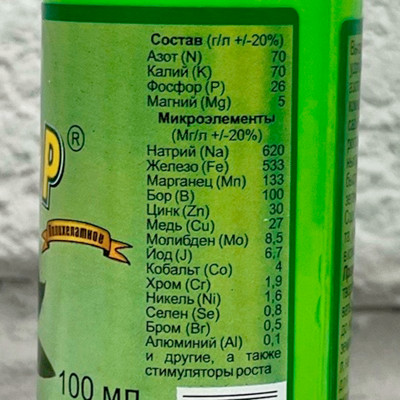 Состав (г/л +/-20%)
Азот (N) 70
Калий (K) 70
Фосфор (P) 26
Магний (Mg) 5
Микроэлементы
(Мг/л +/-20%)
Натрий (Na) 620
Железо (Fe) 533
Марганец (Mn) 133
Бор (B) 100
Цинк (Zn) 30
Медь (Cu) 27
Молибден (Mo) 8,5
Йод (J) 6,7
Кобальт (Co) 4
Хром (Cr) 1,9
Никель (Ni) 1,6
Селен (Se) 0,8
Бром (Br) 0,5
Алюминий (Al) 0,1
и другие, а также
стимуляторы роста
Р®
Полихелатное
100 мл